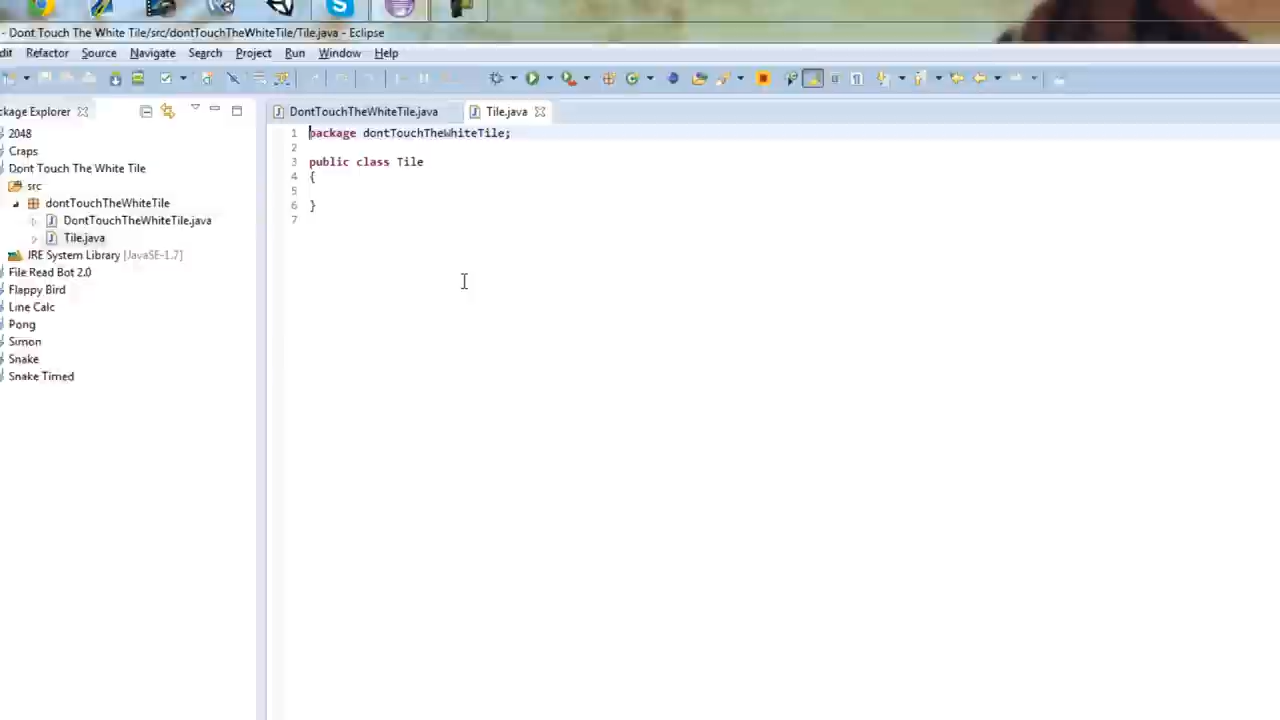 - Dont Touch The White Tile/src/dontTouchTheWhiteTile/Tile.java - Eclipse
dit Refactor Source Navigate Search Project Run Window Help
ckage Explorer
DontTouchTheWhiteTile.java Tile.java
2048
Craps
Dont Touch The White Tile
src
dontTouchTheWhiteTile
DontTouchTheWhiteTile.java
Tile.java
JRE System Library [JavaSE-1.7]
File Read Bot 2.0
Flappy Bird
Line Calc
Pong
Simon
Snake
Snake Timed
1 package dontTouchTheWhiteTile;
2
3 public class Tile
4 {
5
6 }
7